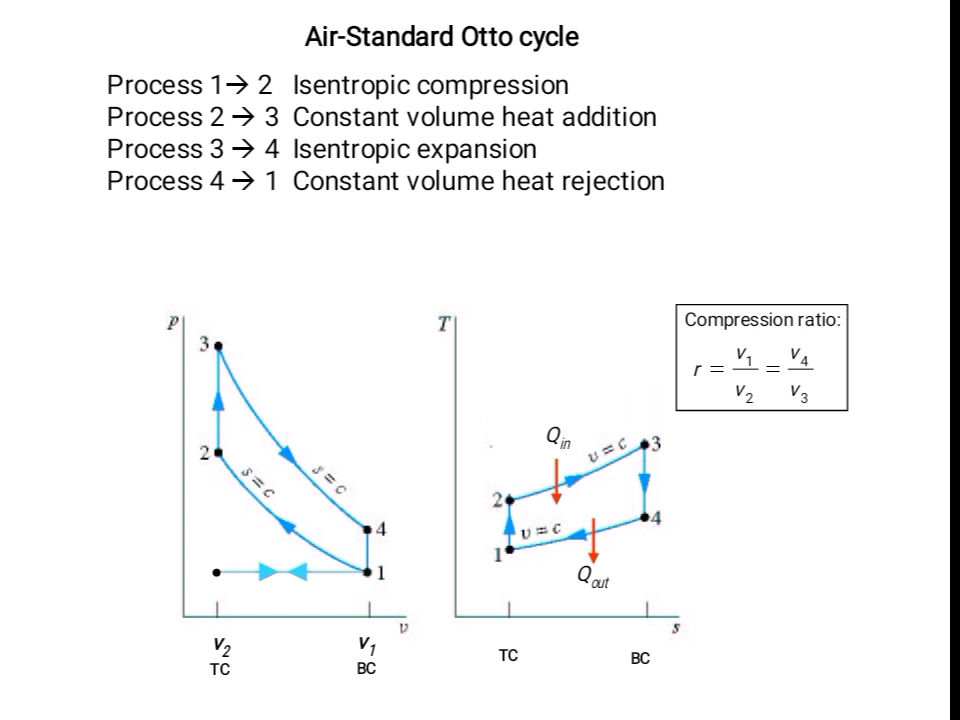 Air-Standard Otto cycle
Process 1→ 2 Isentropic compression
Process 2 → 3 Constant volume heat addition
Process 3 → 4 Isentropic expansion
Process 4 → 1 Constant volume heat rejection
Compression ratio:
r = v1/v2 = v4/v3
p
3
2
s = c
s = c
4
1
v
v2
TC
v1
BC
T
Qin
v = c
3
2
4
v = c
1
Qout
s
TC
BC